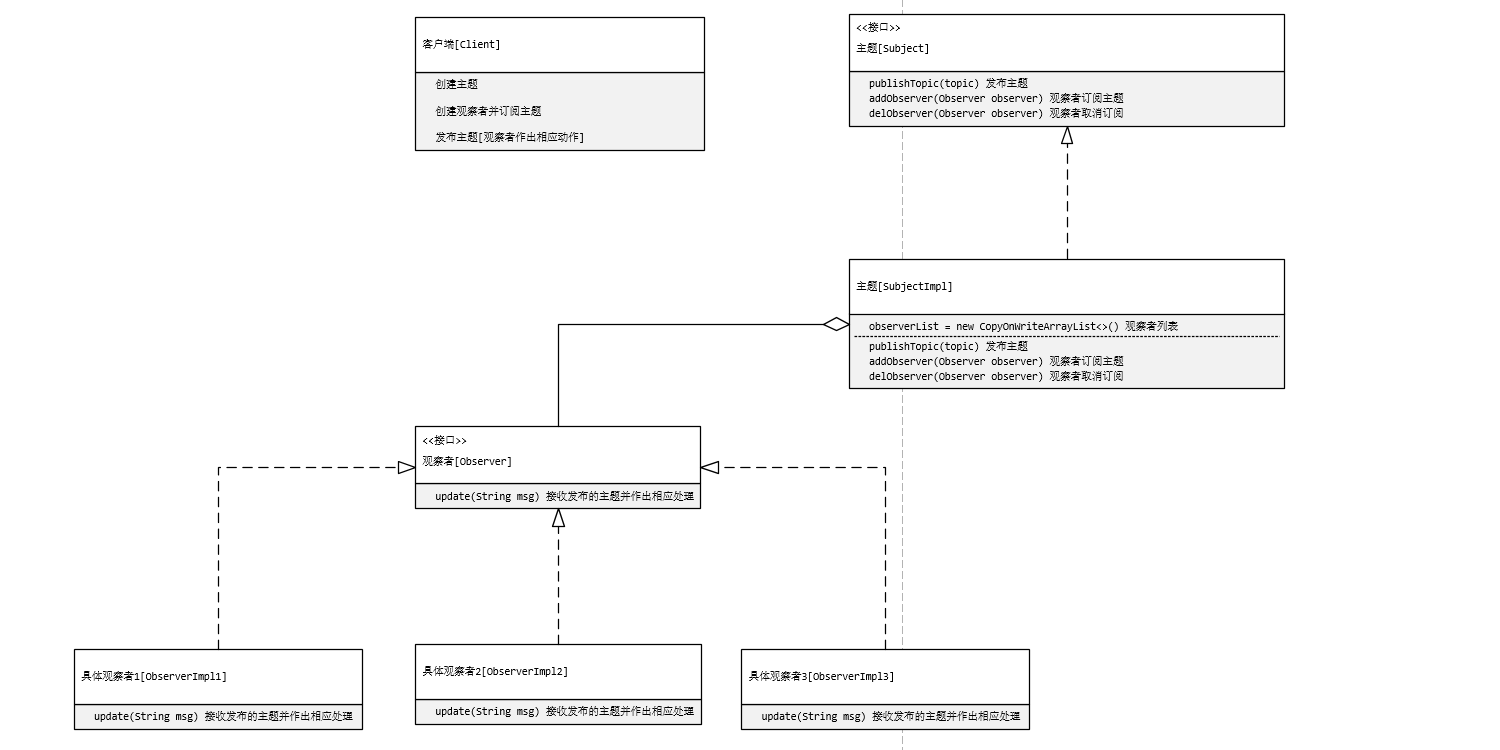 客户端[Client]
创建主题
创建观察者并订阅主题
发布主题[观察者作出相应动作]
<<接口>>
主题[Subject]
publishTopic(topic) 发布主题
addObserver(Observer observer) 观察者订阅主题
delObserver(Observer observer) 观察者取消订阅
主题[SubjectImpl]
observerList = new CopyOnWriteArrayList<>() 观察者列表
publishTopic(topic) 发布主题
addObserver(Observer observer) 观察者订阅主题
delObserver(Observer observer) 观察者取消订阅
<<接口>>
观察者[Observer]
update(String msg) 接收发布的主题并作出相应处理
具体观察者1[ObserverImpl1]
update(String msg) 接收发布的主题并作出相应处理
具体观察者2[ObserverImpl2]
update(String msg) 接收发布的主题并作出相应处理
具体观察者3[ObserverImpl3]
update(String msg) 接收发布的主题并作出相应处理